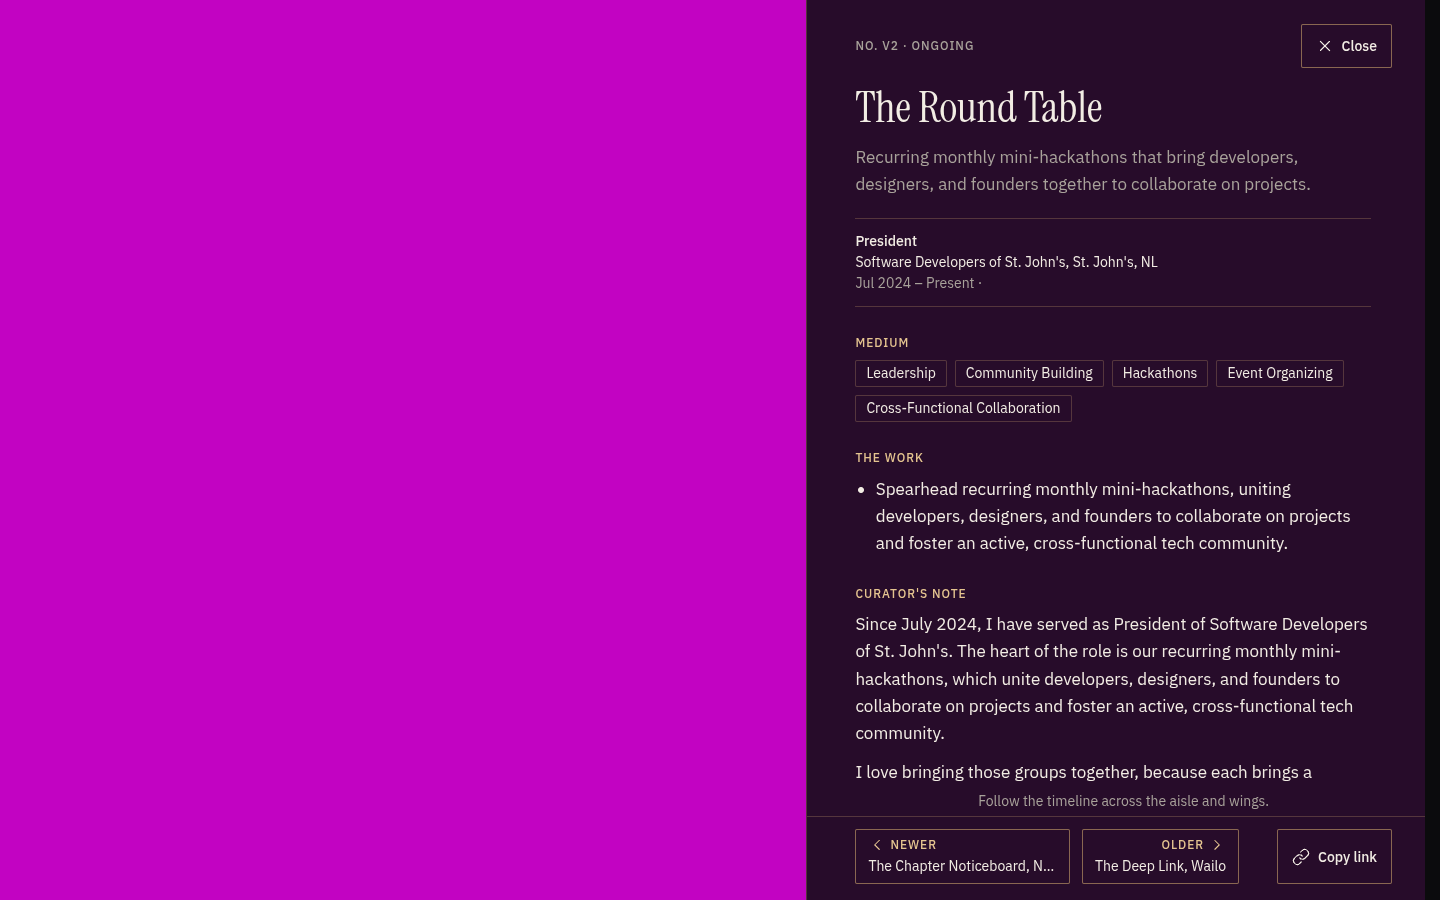 NO. V2 · ONGOING
Close
The Round Table
Recurring monthly mini-hackathons that bring developers,
designers, and founders together to collaborate on projects.
President
Software Developers of St. John's, St. John's, NL
Jul 2024 – Present ·
MEDIUM
Leadership
Community Building
Hackathons
Event Organizing
Cross-Functional Collaboration
THE WORK
• Spearhead recurring monthly mini-hackathons, uniting
developers, designers, and founders to collaborate on projects
and foster an active, cross-functional tech community.
CURATOR'S NOTE
Since July 2024, I have served as President of Software Developers
of St. John's. The heart of the role is our recurring monthly mini-
hackathons, which unite developers, designers, and founders to
collaborate on projects and foster an active, cross-functional tech
community.
I love bringing those groups together, because each brings a
Follow the timeline across the aisle and wings.
NEWER
The Chapter Noticeboard, N...
OLDER
The Deep Link, Wailo
Copy link